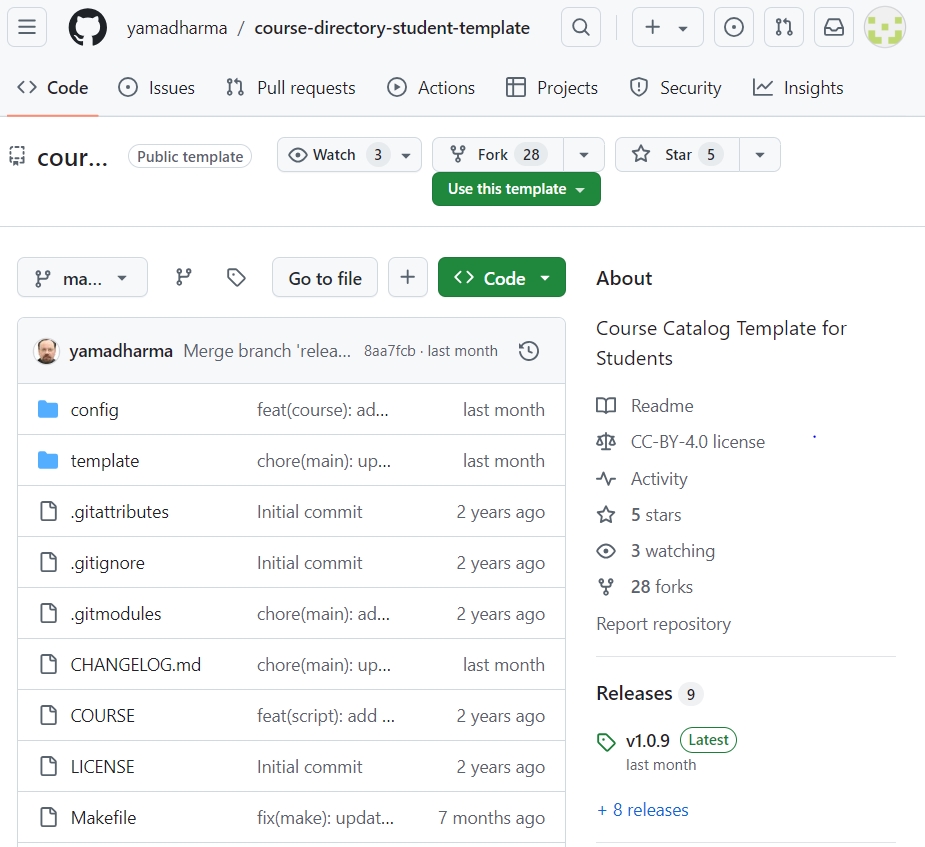 yamadharma / course-directory-student-template
Code Issues Pull requests Actions Projects Security Insights
cour... Public template Watch 3 Fork 28 Star 5
Use this template
ma... Go to file + Code
yamadharma Merge branch 'relea... 8aa7fcb · last month
config feat(course): ad... last month
template chore(main): up... last month
.gitattributes Initial commit 2 years ago
.gitignore Initial commit 2 years ago
.gitmodules chore(main): ad... 2 years ago
CHANGELOG.md chore(main): up... last month
COURSE feat(script): add ... 2 years ago
LICENSE Initial commit 2 years ago
Makefile fix(make): updat... 7 months ago
About
Course Catalog Template for
Students
Readme
CC-BY-4.0 license
Activity
5 stars
3 watching
28 forks
Report repository
Releases 9
v1.0.9 Latest
last month
+ 8 releases